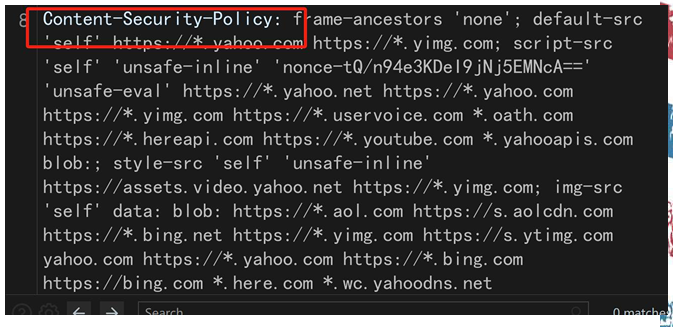 8 Content-Security-Policy: frame-ancestors 'none'; default-src
'self' https://*.yahoo.com https://*.yimg.com; script-src
'self' 'unsafe-inline' 'nonce-tQ/n94e3KDel9jNj5EMNcA=='
'unsafe-eval' https://*.yahoo.net https://*.yahoo.com
https://*.yimg.com https://*.uservoice.com *.oath.com
https://*.hereapi.com https://*.youtube.com *.yahooapis.com
blob:; style-src 'self' 'unsafe-inline'
https://assets.video.yahoo.net https://*.yimg.com; img-src
'self' data: blob: https://*.aol.com https://s.aolcdn.com
https://*.bing.net https://*.yimg.com https://s.ytimg.com
yahoo.com https://*.yahoo.com https://*.bing.com
https://bing.com *.here.com *.wc.yahoodns.net
Search 0 matches